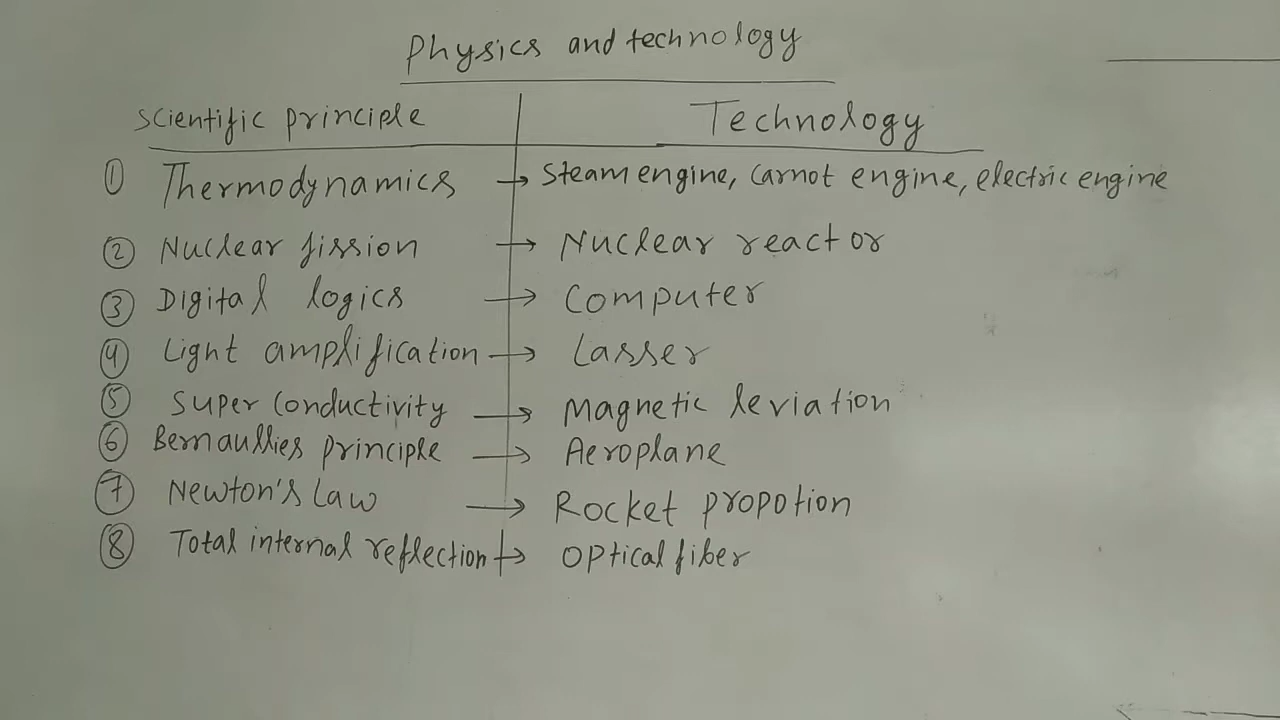 Physics and technology
Scientific principle Technology
① Thermodynamics → Steam engine, Carnot engine, electric engine
② Nuclear fission → Nuclear reactor
③ Digital logics → Computer
④ Light amplification → Lasser
⑤ Super Conductivity → Magnetic leviation
⑥ Bernaullies principle → Aeroplane
⑦ Newton's Law → Rocket propotion
⑧ Total internal reflection → Optical fiber